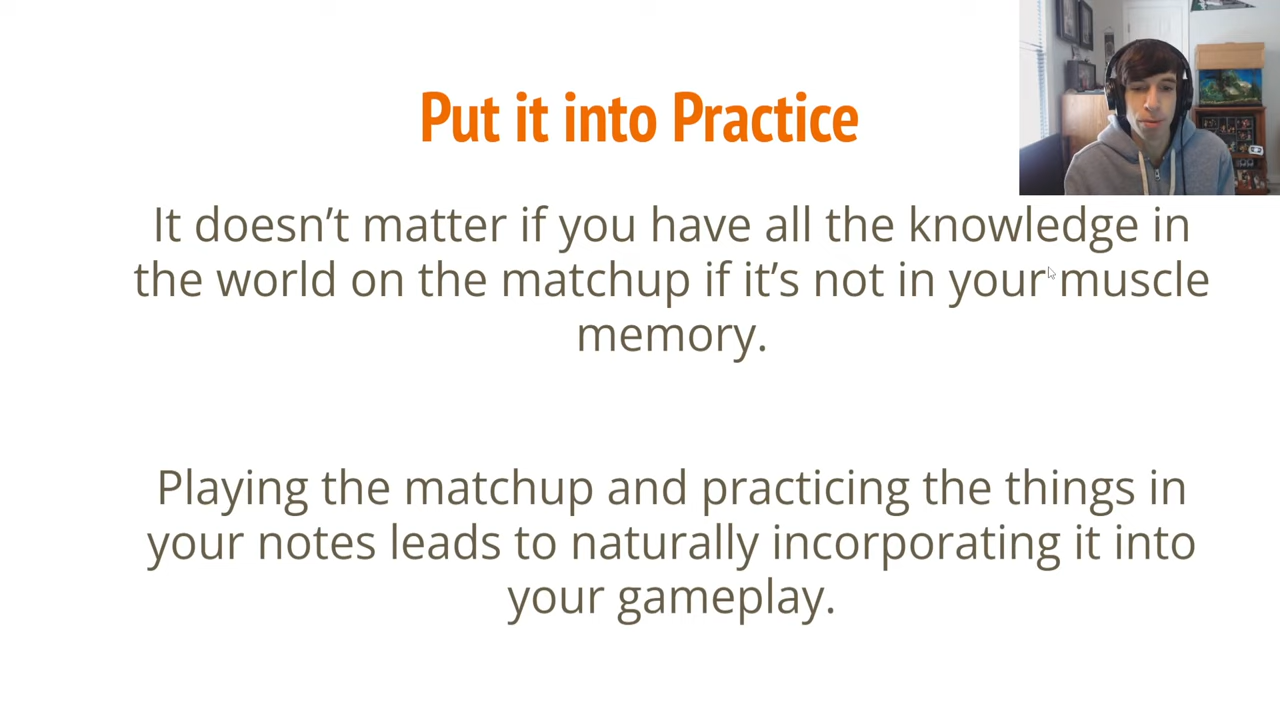 Put it into Practice
It doesn’t matter if you have all the knowledge in
the world on the matchup if it’s not in your muscle
memory.
Playing the matchup and practicing the things in
your notes leads to naturally incorporating it into
your gameplay.